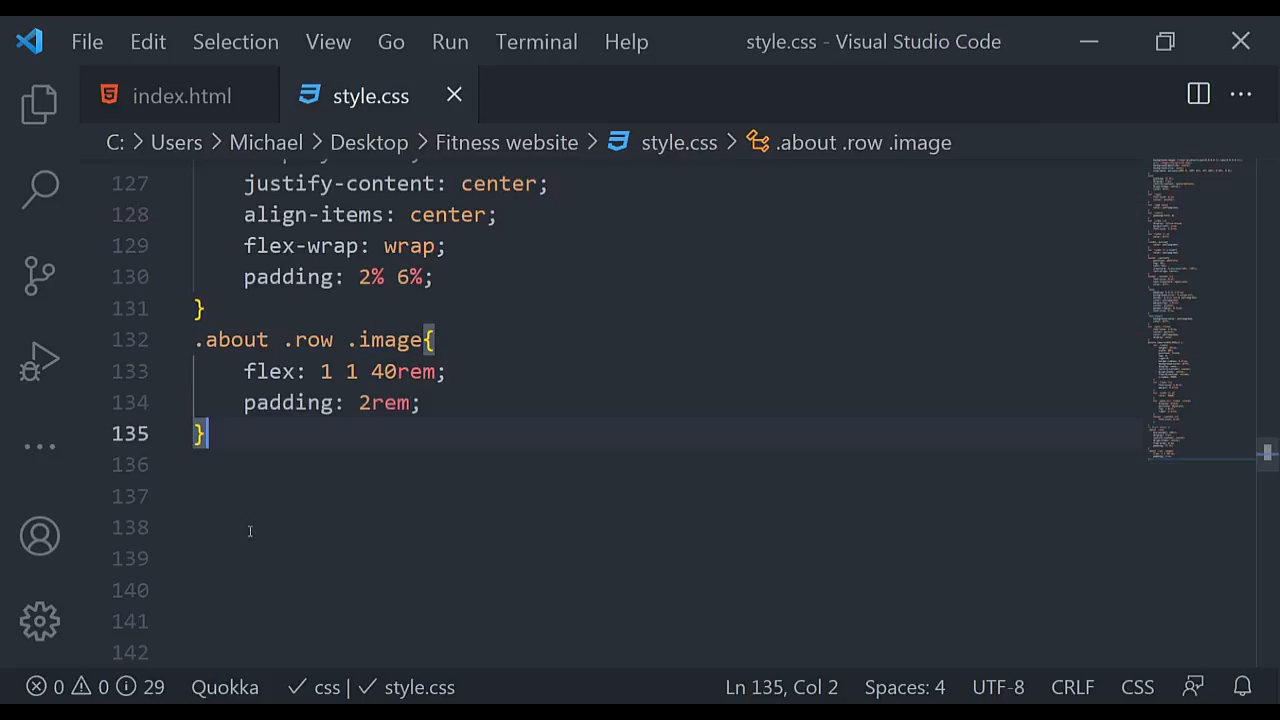 File Edit Selection View Go Run Terminal Help style.css - Visual Studio Code
index.html style.css
C: > Users > Michael > Desktop > Fitness website > style.css > .about .row .image
127 justify-content: center;
128 align-items: center;
129 flex-wrap: wrap;
130 padding: 2% 6%;
131 }
132 .about .row .image{
133 flex: 1 1 40rem;
134 padding: 2rem;
135 }
136
137
138
139
140
141
142
0 0 29 Quokka css | style.css Ln 135, Col 2 Spaces: 4 UTF-8 CRLF CSS